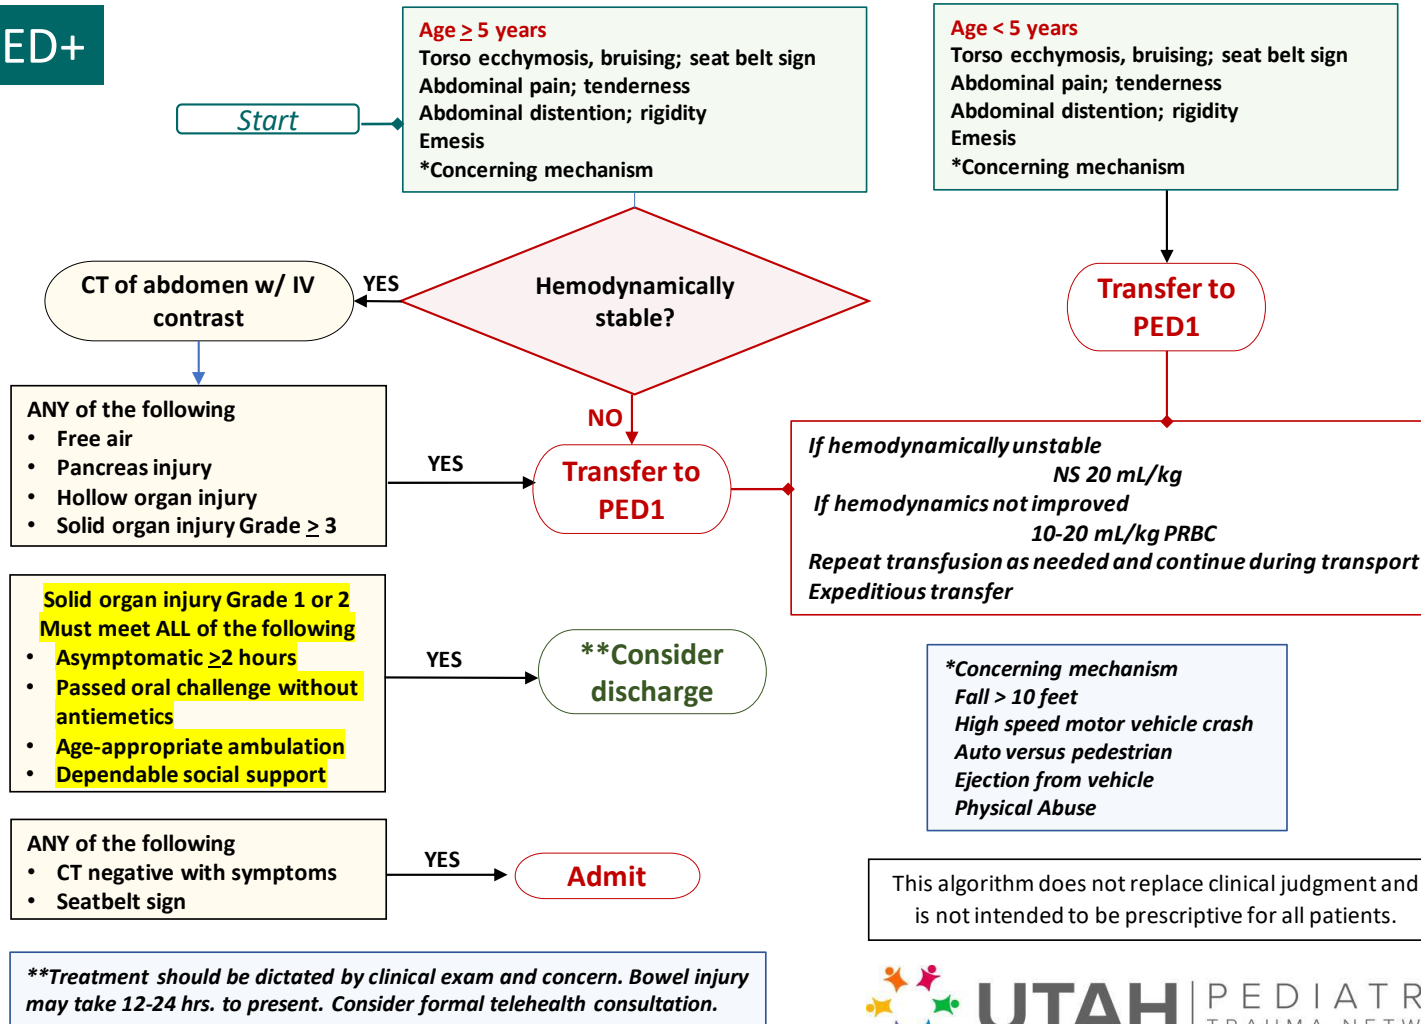 ED+
Start
Age ≥ 5 years
Torso ecchymosis, bruising; seat belt sign
Abdominal pain; tenderness
Abdominal distention; rigidity
Emesis
*Concerning mechanism
Age < 5 years
Torso ecchymosis, bruising; seat belt sign
Abdominal pain; tenderness
Abdominal distention; rigidity
Emesis
*Concerning mechanism
Hemodynamically
stable?
YES
CT of abdomen w/ IV
contrast
NO
Transfer to
PED1
Transfer to
PED1
ANY of the following
• Free air
• Pancreas injury
• Hollow organ injury
• Solid organ injury Grade ≥ 3
YES
If hemodynamically unstable
NS 20 mL/kg
If hemodynamics not improved
10-20 mL/kg PRBC
Repeat transfusion as needed and continue during transport
Expeditious transfer
Solid organ injury Grade 1 or 2
Must meet ALL of the following
• Asymptomatic ≥2 hours
• Passed oral challenge without
antiemetics
• Age-appropriate ambulation
• Dependable social support
YES
**Consider
discharge
*Concerning mechanism
Fall > 10 feet
High speed motor vehicle crash
Auto versus pedestrian
Ejection from vehicle
Physical Abuse
ANY of the following
• CT negative with symptoms
• Seatbelt sign
YES
Admit
This algorithm does not replace clinical judgment and
is not intended to be prescriptive for all patients.
**Treatment should be dictated by clinical exam and concern. Bowel injury
may take 12-24 hrs. to present. Consider formal telehealth consultation.
UTAH
PEDIATR
TRAUMA NETW